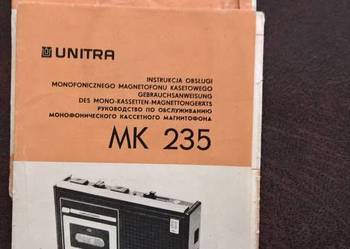 UNITRA
INSTRUKCJA OBSŁUGI
MONOFONICZNEGO MAGNETOFONU KASETOWEGO
GEBRAUCHSANWEISUNG
DES MONO-KASSETTEN-MAGNETTONGERÄTS
РУКОВОДСТВО ПО ОБСЛУЖИВАНИЮ
МОНОФОНИЧЕСКОГО КАССЕТНОГО МАГНИТОФОНА
MK 235